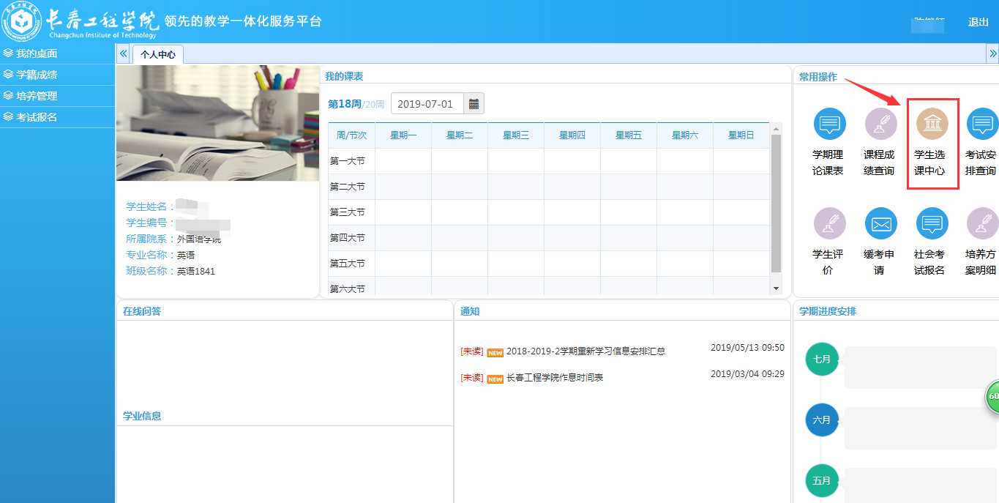 长春工程学院
Changchun Institute of Technology
领先的教学一体化服务平台
退出
我的桌面
学籍成绩
培养管理
考试报名
个人中心
学生姓名：
学生编号：
所属院系：外国语学院
专业名称：英语
班级名称：英语1841
我的课表
第18周/20周 2019-07-01
周/节次 星期一 星期二 星期三 星期四 星期五 星期六 星期日
第一大节
第二大节
第三大节
第四大节
第五大节
第六大节
常用操作
学期理论课表
课程成绩查询
学生选课中心
考试安排查询
学生评价
缓考申请
社会考试报名
培养方案明细
在线问答
学业信息
通知
[未读] NEW 2018-2019-2学期重新学习信息安排汇总 2019/05/13 09:50
[未读] NEW 长春工程学院作息时间表 2019/03/04 09:29
学期进度安排
七月
六月
五月
60